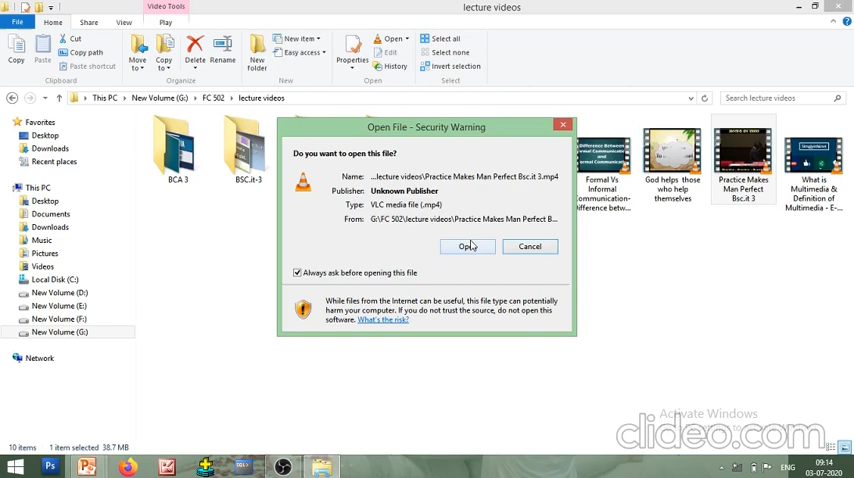 Video Tools
lecture videos
File
Home
Share
View
Play
Copy
Paste
Cut
Copy path
Paste shortcut
Move to
Copy to
Delete
Rename
New folder
New item
Easy access
Properties
Open
Edit
History
Select all
Select none
Invert selection
Clipboard
Organize
New
Open
Select
This PC
New Volume (G:)
FC 502
lecture videos
Search lecture videos
Favorites
Desktop
Downloads
Recent places
This PC
Desktop
Documents
Downloads
Music
Pictures
Videos
Local Disk (C:)
New Volume (D:)
New Volume (E:)
New Volume (F:)
New Volume (G:)
Network
BCA 3
BSC.it-3
Open File - Security Warning
Do you want to open this file?
Name: ...lecture videos\Practice Makes Man Perfect Bsc.it 3.mp4
Publisher: Unknown Publisher
Type: VLC media file (.mp4)
From: G:\FC 502\lecture videos\Practice Makes Man Perfect B...
Open
Cancel
Always ask before opening this file
While files from the Internet can be useful, this file type can potentially
harm your computer. If you do not trust the source, do not open this
software. What's the risk?
Formal Vs
Informal
Communication-
Difference betw...
God helps those
who help
themselves
Practice Makes
Man Perfect
Bsc.it 3
What is
Multimedia &
Definition of
Multimedia - E...
Activate Windows
clideo.com
10 items
1 item selected 38.7 MB
Ps
ENG
09:14
03-07-2020